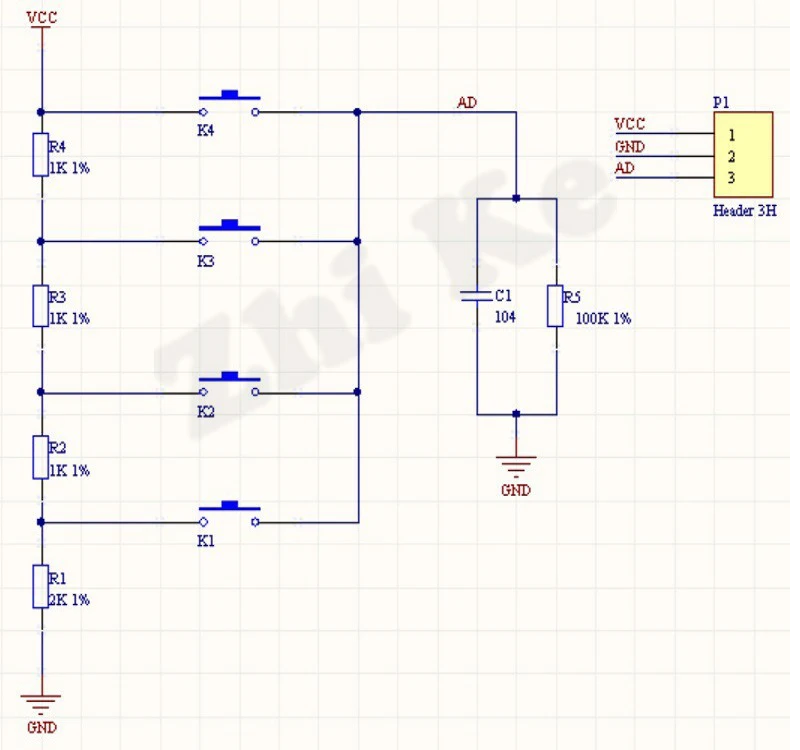 VCC
K4
R4
1K 1%
K3
R3
1K 1%
K2
R2
1K 1%
K1
R1
2K 1%
GND
AD
C1
104
R5
100K 1%
GND
P1
VCC
1
GND
2
AD
3
Header 3H
Zhi Ke